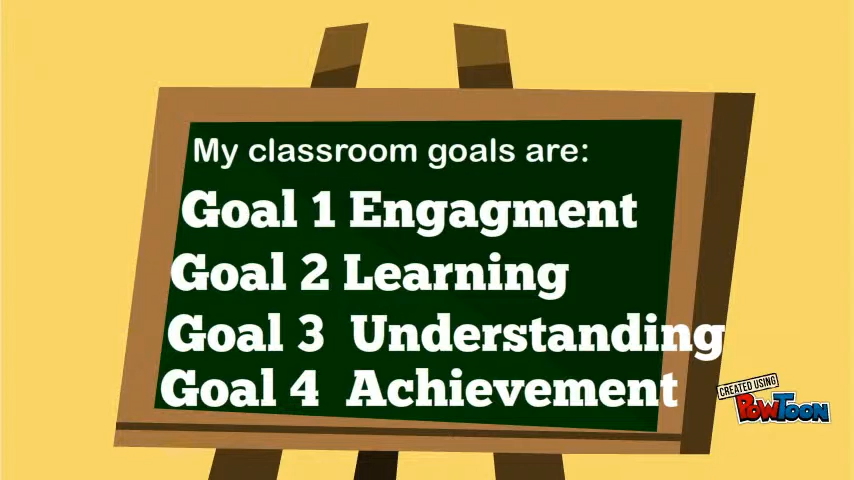 My classroom goals are:
Goal 1 Engagment
Goal 2 Learning
Goal 3 Understanding
Goal 4 Achievement
CREATED USING
POWTOON